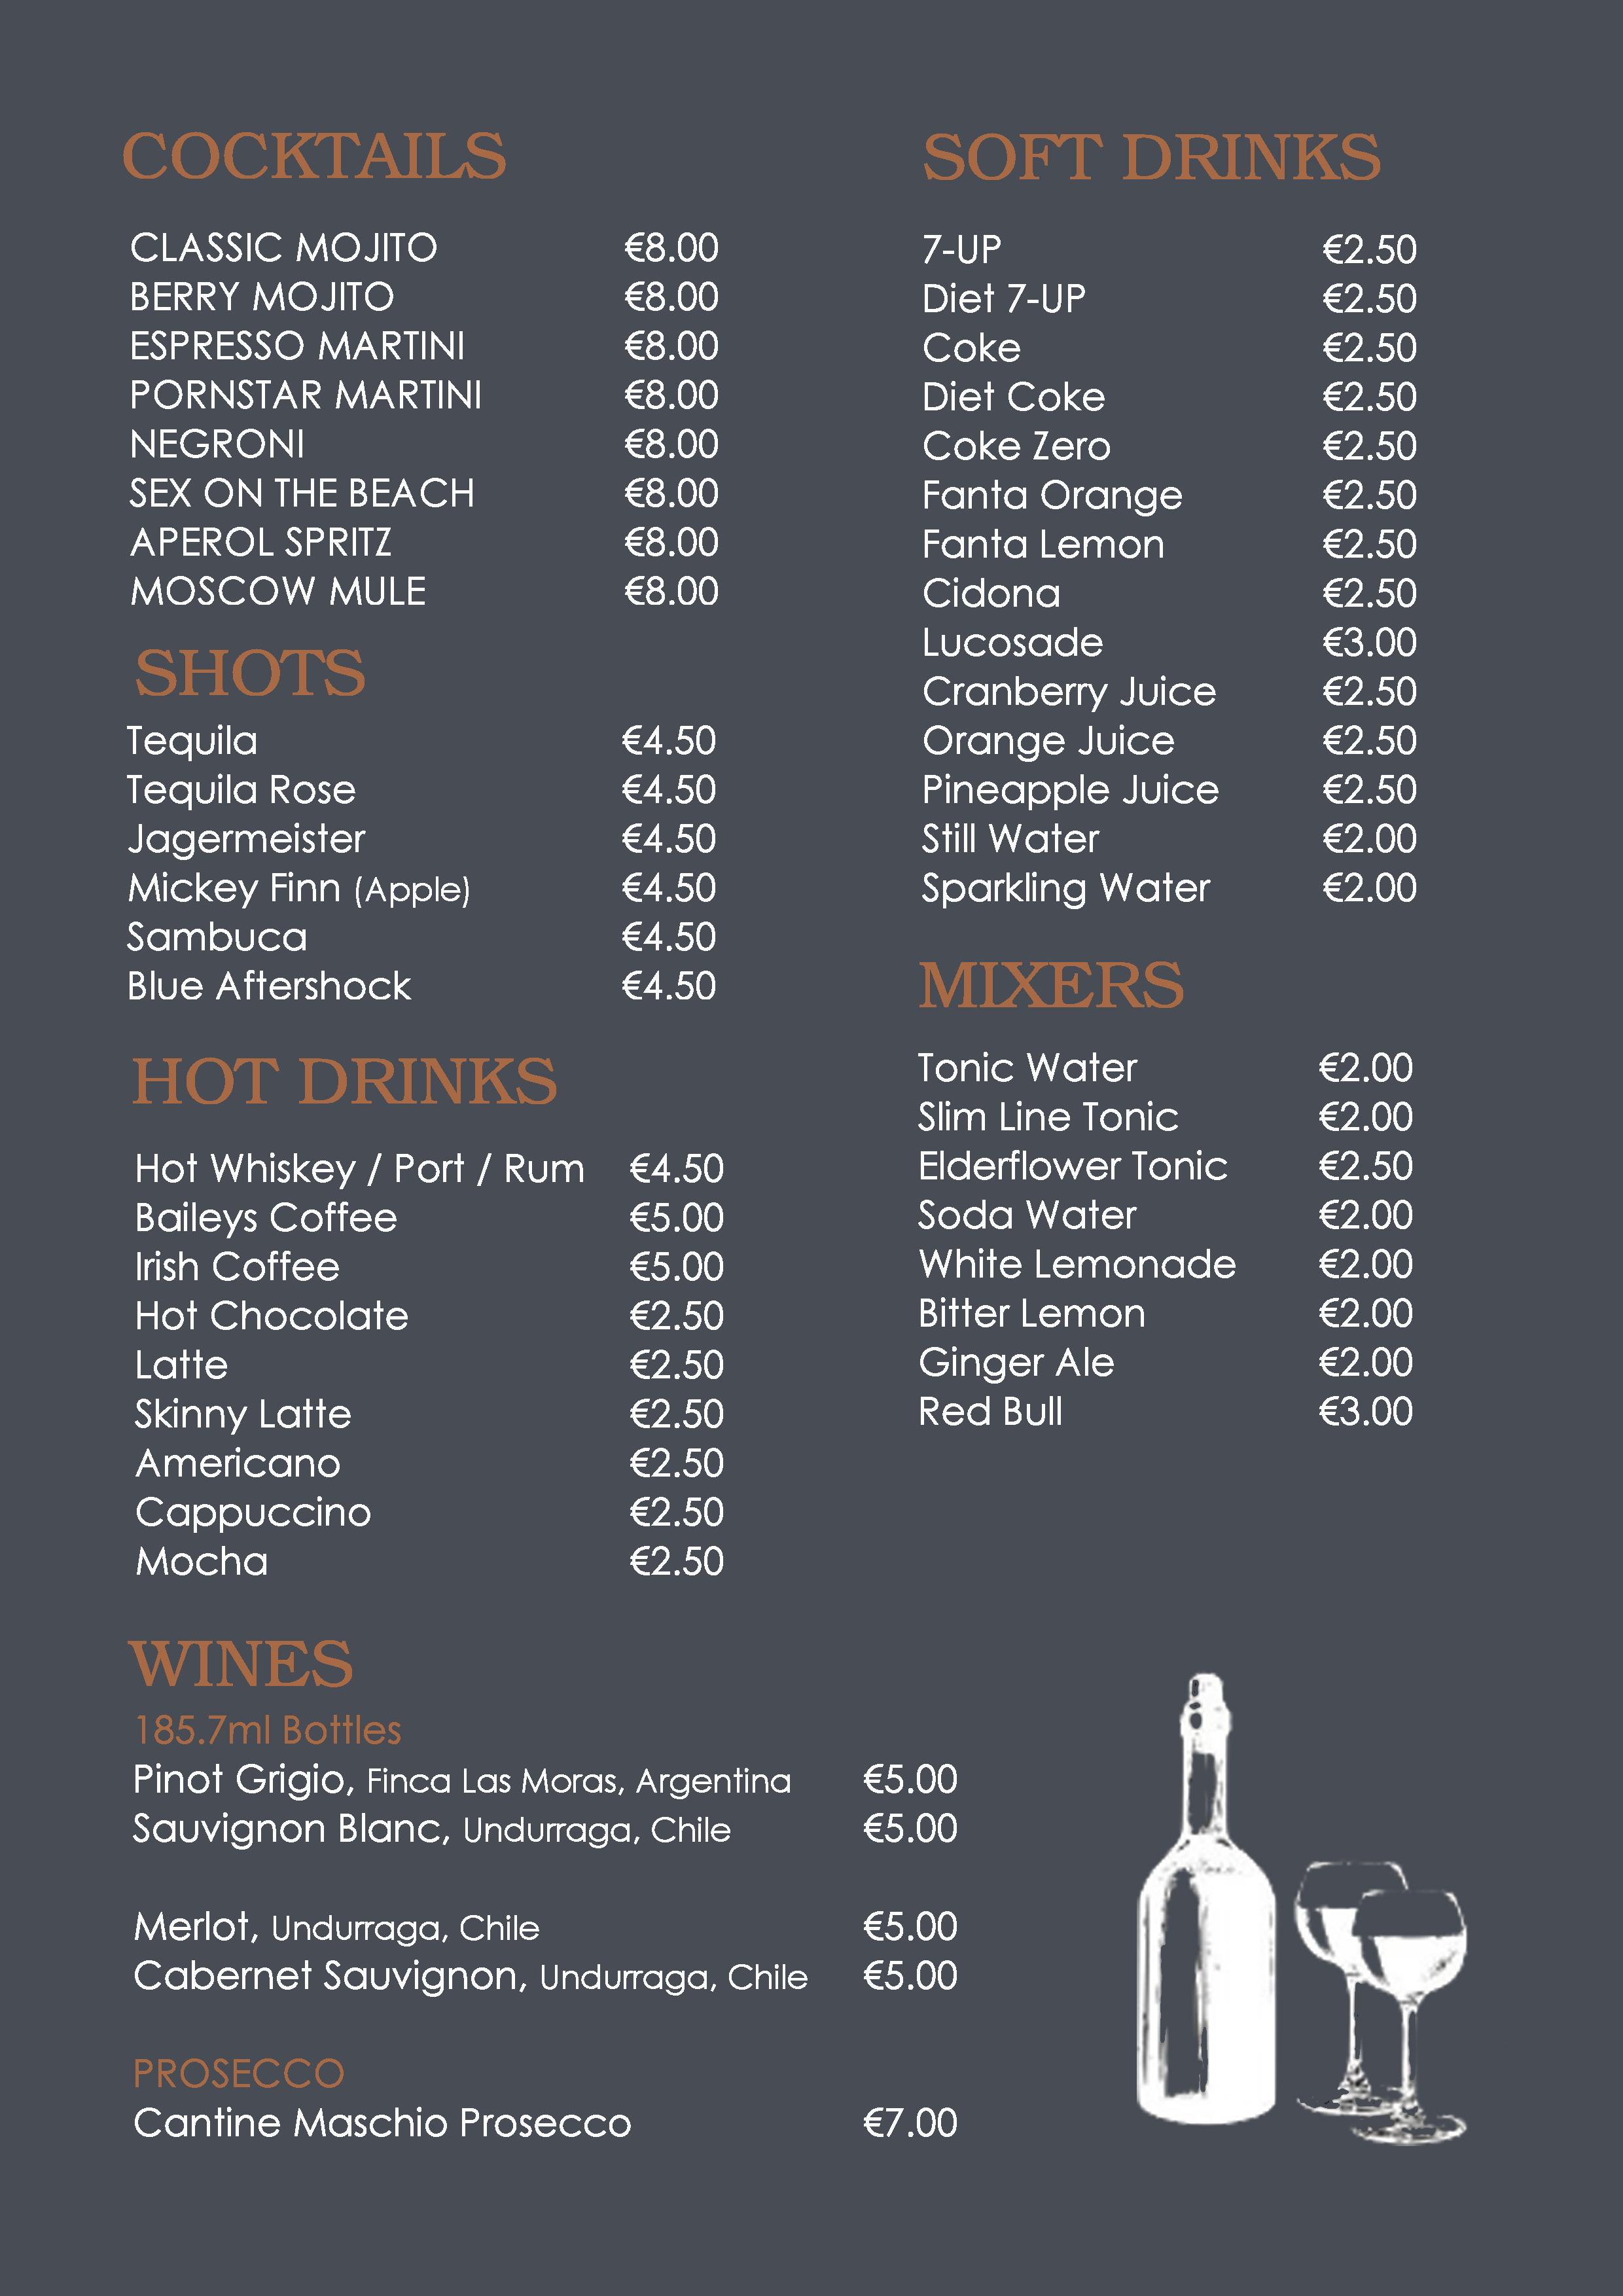 COCKTAILS
CLASSIC MOJITO €8.00
BERRY MOJITO €8.00
ESPRESSO MARTINI €8.00
PORNSTAR MARTINI €8.00
NEGRONI €8.00
SEX ON THE BEACH €8.00
APEROL SPRITZ €8.00
MOSCOW MULE €8.00
SHOTS
Tequila €4.50
Tequila Rose €4.50
Jagermeister €4.50
Mickey Finn (Apple) €4.50
Sambuca €4.50
Blue Aftershock €4.50
HOT DRINKS
Hot Whiskey / Port / Rum €4.50
Baileys Coffee €5.00
Irish Coffee €5.00
Hot Chocolate €2.50
Latte €2.50
Skinny Latte €2.50
Americano €2.50
Cappuccino €2.50
Mocha €2.50
SOFT DRINKS
7-UP €2.50
Diet 7-UP €2.50
Coke €2.50
Diet Coke €2.50
Coke Zero €2.50
Fanta Orange €2.50
Fanta Lemon €2.50
Cidona €2.50
Lucosade €3.00
Cranberry Juice €2.50
Orange Juice €2.50
Pineapple Juice €2.50
Still Water €2.00
Sparkling Water €2.00
MIXERS
Tonic Water €2.00
Slim Line Tonic €2.00
Elderflower Tonic €2.50
Soda Water €2.00
White Lemonade €2.00
Bitter Lemon €2.00
Ginger Ale €2.00
Red Bull €3.00
WINES
185.7ml Bottles
Pinot Grigio, Finca Las Moras, Argentina €5.00
Sauvignon Blanc, Undurraga, Chile €5.00
Merlot, Undurraga, Chile €5.00
Cabernet Sauvignon, Undurraga, Chile €5.00
PROSECCO
Cantine Maschio Prosecco €7.00